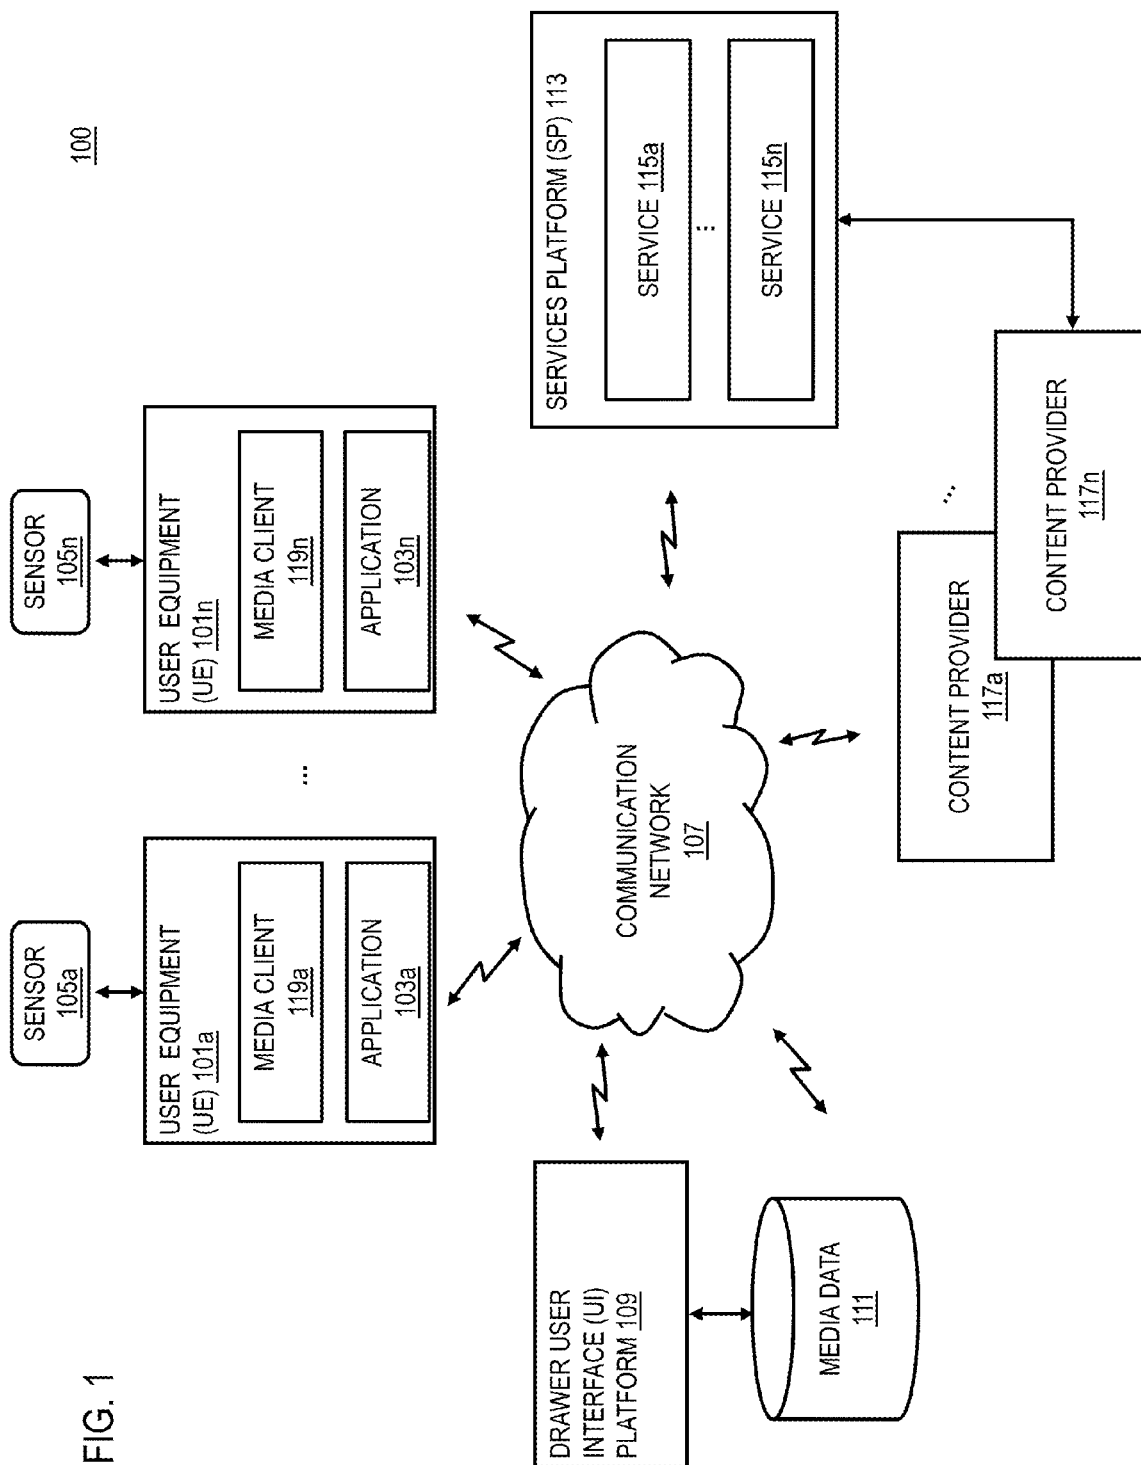 FIG. 1
100
SENSOR
105a
SENSOR
105n
USER EQUIPMENT
(UE) 101a
MEDIA CLIENT
119a
APPLICATION
103a
...
USER EQUIPMENT
(UE) 101n
MEDIA CLIENT
119n
APPLICATION
103n
DRAWER USER
INTERFACE (UI)
PLATFORM 109
MEDIA DATA
111
COMMUNICATION
NETWORK
107
SERVICES PLATFORM (SP) 113
SERVICE 115a
...
SERVICE 115n
CONTENT PROVIDER
117a
...
CONTENT PROVIDER
117n